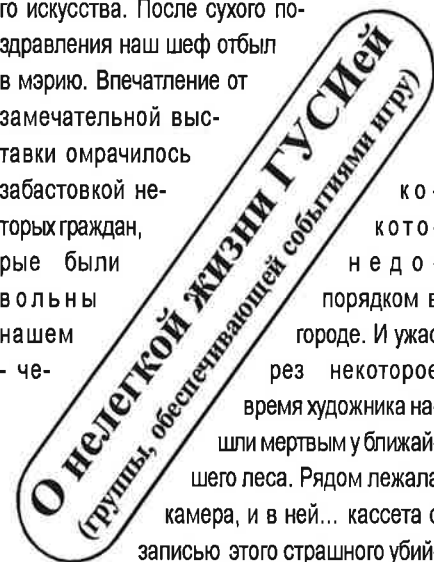 го искусства. После сухого по-
здравления наш шеф отбыл
в мэрию. Впечатление от
замечательной выс-
тавки омрачилось
забастовкой не- ко-
торых граждан, кото-
рые были недо-
вольны порядком в
нашем городе. И ужас
- че- рез некоторое
время художника на-
шли мертвым у ближай-
шего леса. Рядом лежала
камера, и в ней... кассета с
записью этого страшного убий-
О нелегкой жизни ГУСИей
(группы, обеспечивающей событиями игру)